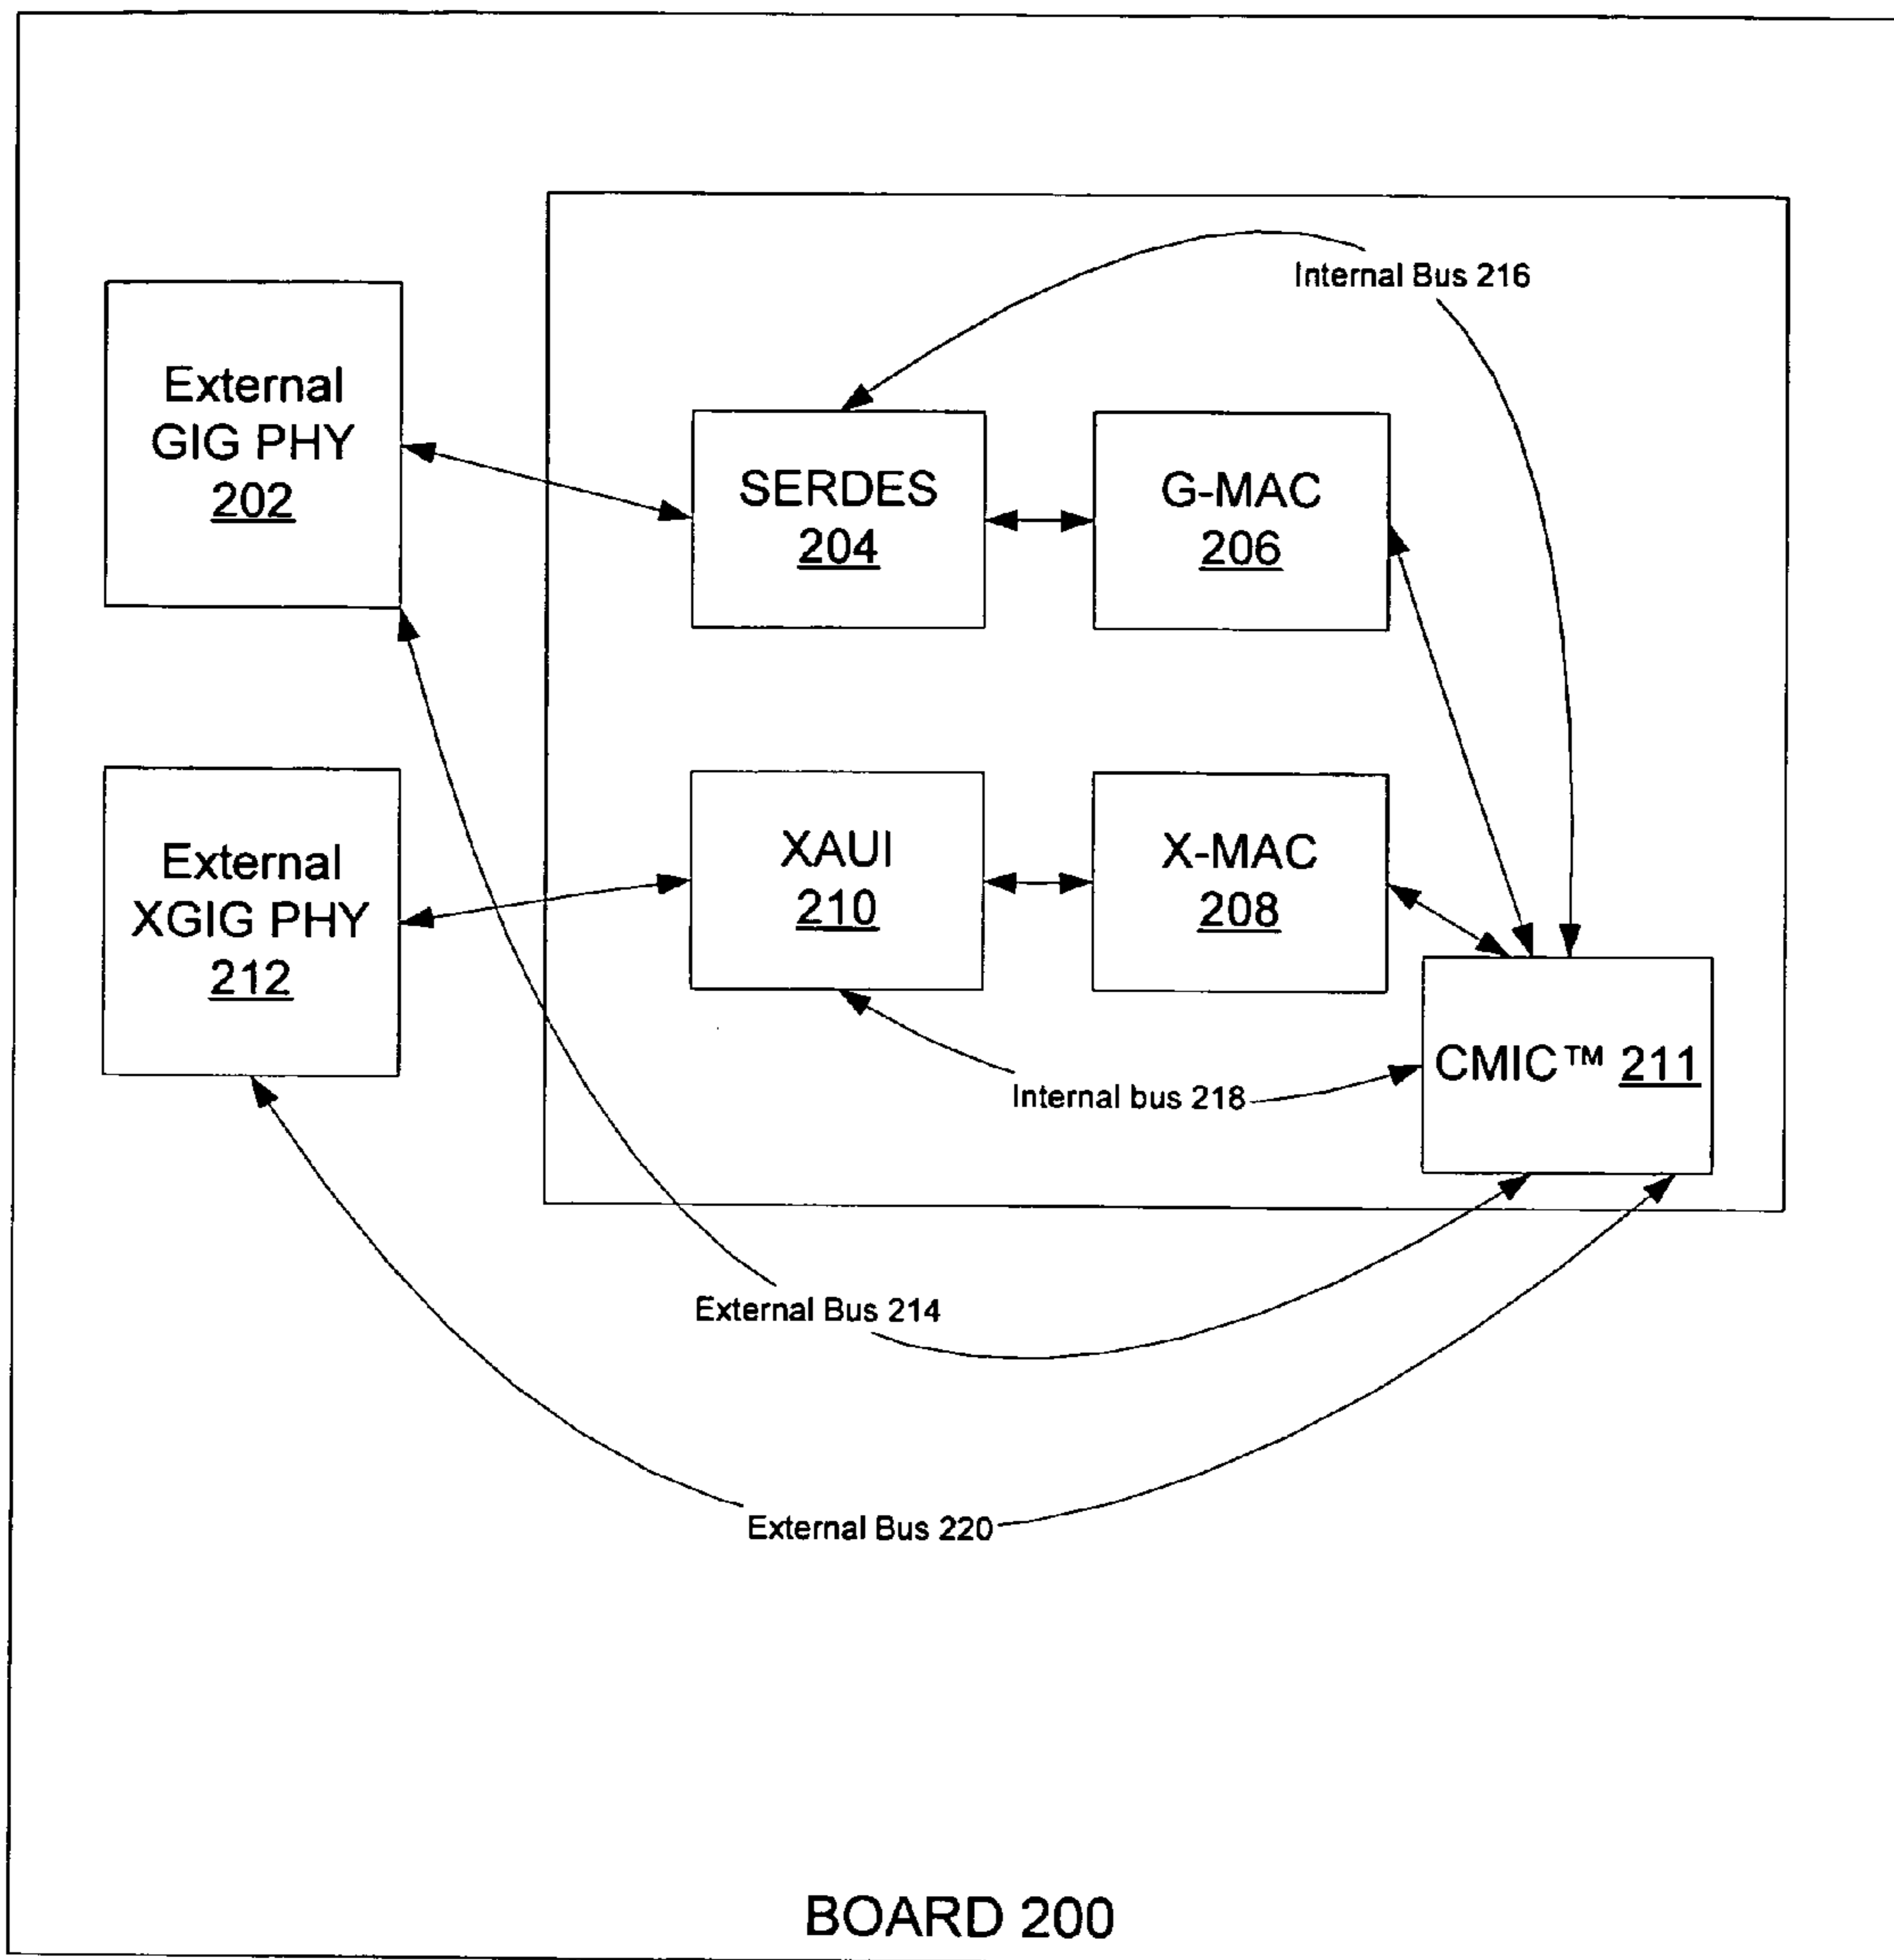 Internal Bus 216
External
GIG PHY
202
SERDES
204
G-MAC
206
External
XGIG PHY
212
XAUI
210
X-MAC
208
CMIC™ 211
Internal bus 218
External Bus 214
External Bus 220
BOARD 200